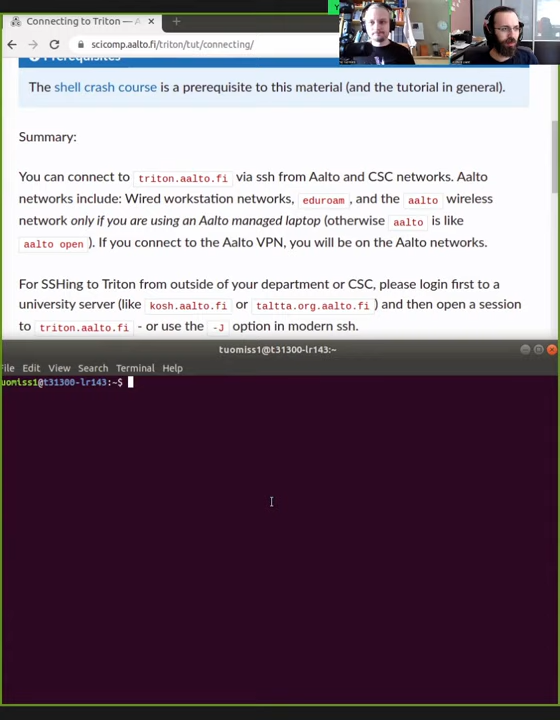 Connecting to Triton - Aalto
scicomp.aalto.fi/triton/tut/connecting/
Prerequisites
The shell crash course is a prerequisite to this material (and the tutorial in general).
Summary:
You can connect to triton.aalto.fi via ssh from Aalto and CSC networks. Aalto
networks include: Wired workstation networks, eduroam, and the aalto wireless
network only if you are using an Aalto managed laptop (otherwise aalto is like
aalto open ). If you connect to the Aalto VPN, you will be on the Aalto networks.
For SSHing to Triton from outside of your department or CSC, please login first to a
university server (like kosh.aalto.fi or taltta.org.aalto.fi ) and then open a session
to triton.aalto.fi - or use the -J option in modern ssh.
tuomiss1@t31300-lr143:~
File Edit View Search Terminal Help
uomiss1@t31300-lr143:~$